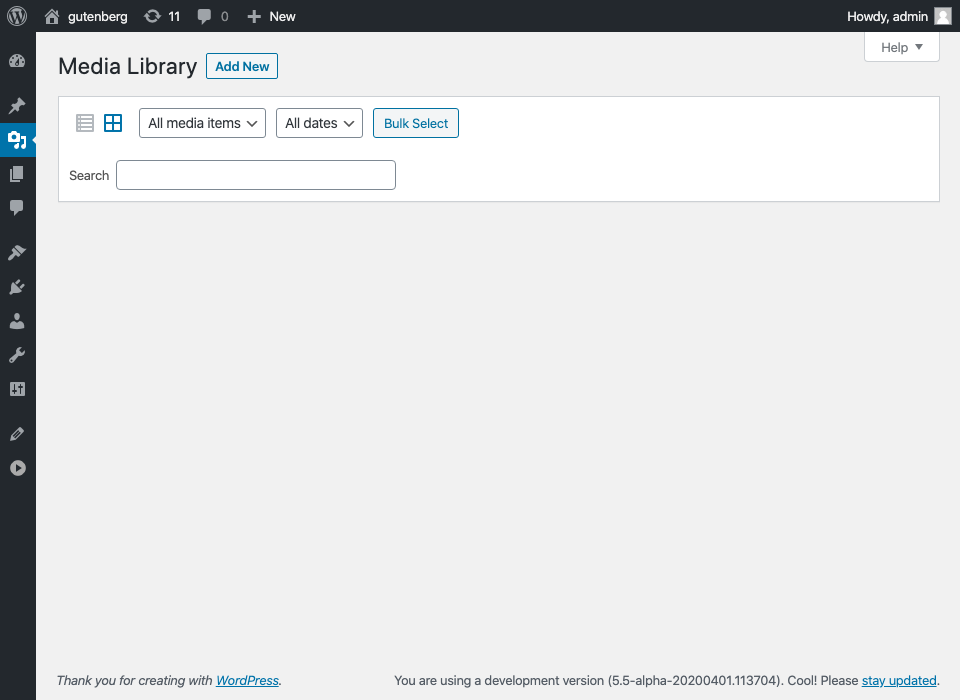 gutenberg 11 0 New Howdy, admin
Help
Media Library Add New
All media items All dates Bulk Select
Search
Thank you for creating with WordPress. You are using a development version (5.5-alpha-20200401.113704). Cool! Please stay updated.